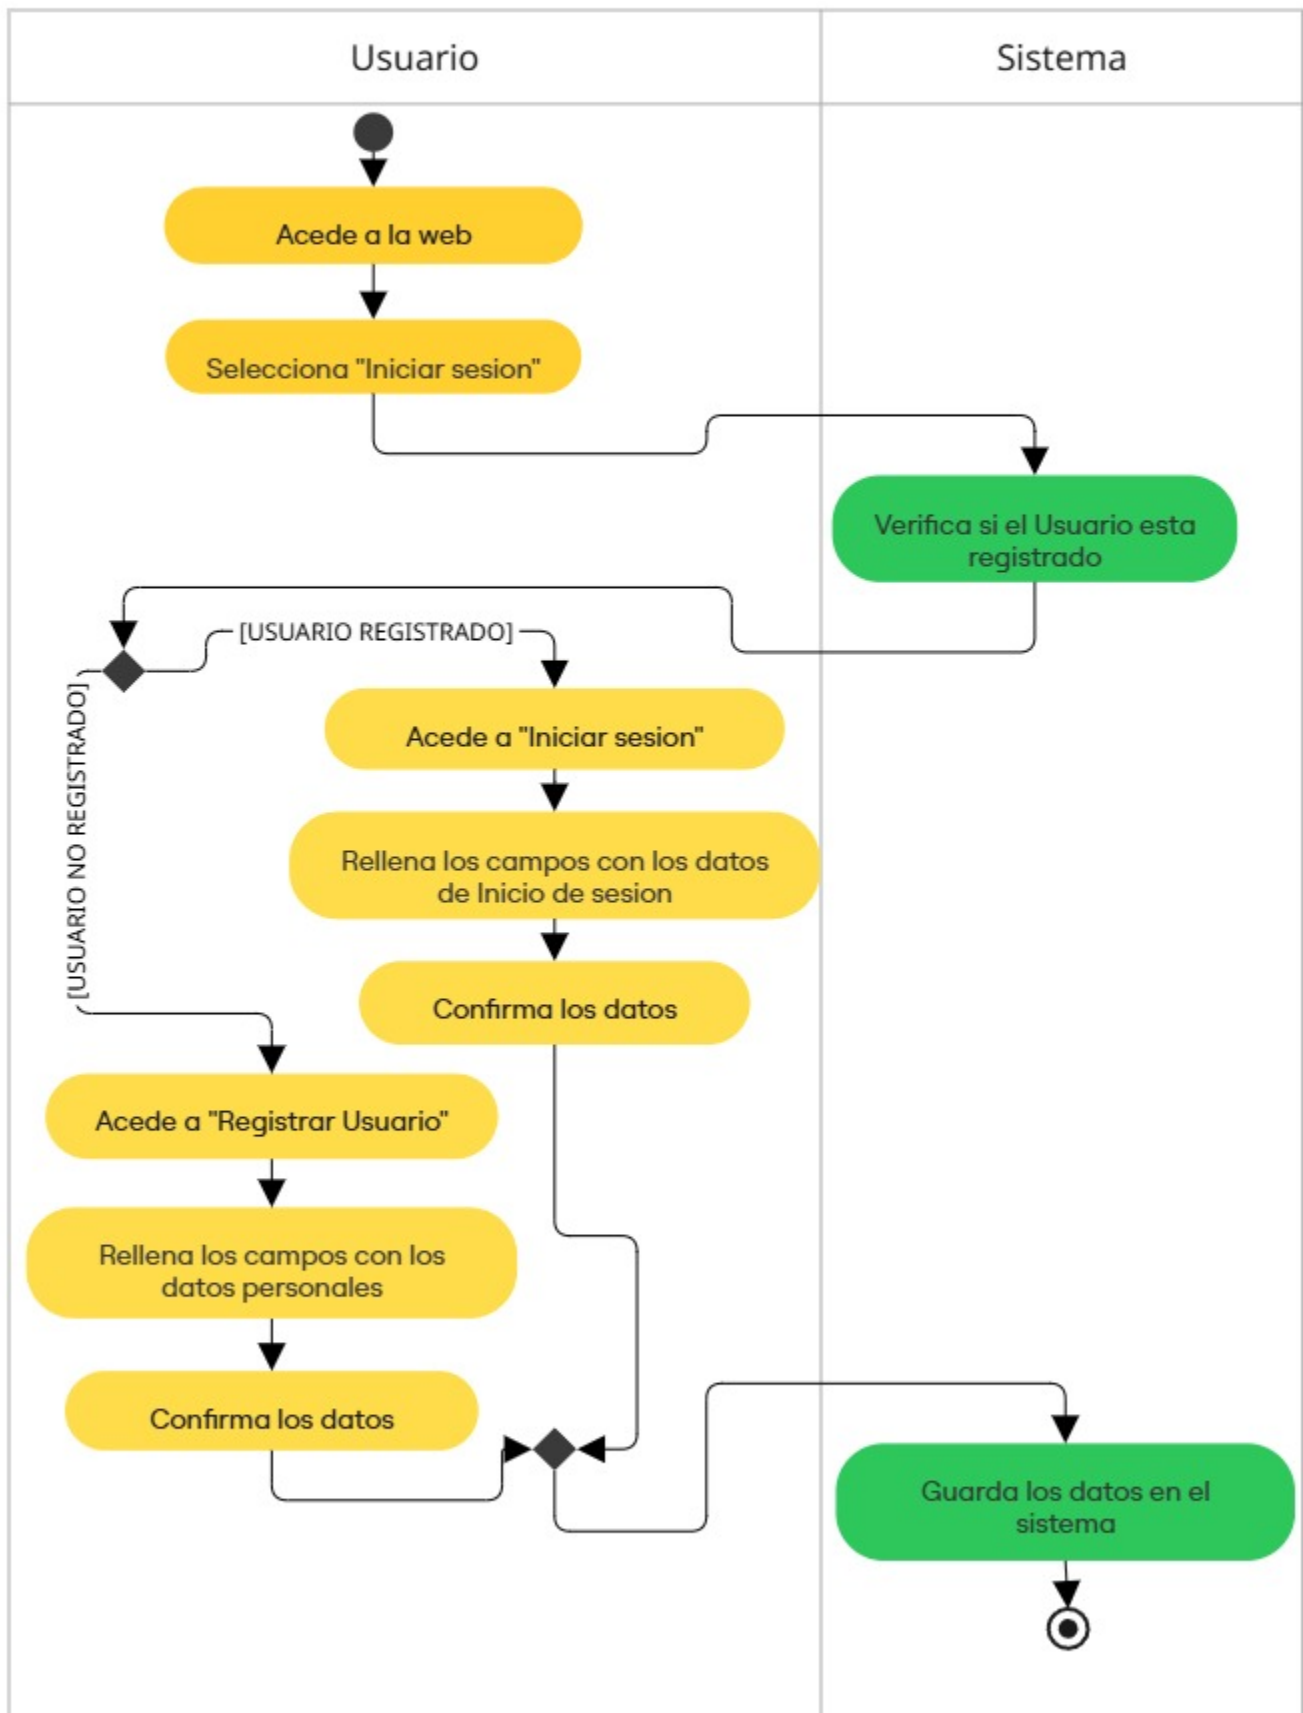 Usuario
Sistema
Acede a la web
Selecciona "Iniciar sesion"
Verifica si el Usuario esta
registrado
[USUARIO REGISTRADO]
[USUARIO NO REGISTRADO]
Acede a "Iniciar sesion"
Rellena los campos con los datos
de Inicio de sesion
Confirma los datos
Acede a "Registrar Usuario"
Rellena los campos con los
datos personales
Confirma los datos
Guarda los datos en el
sistema